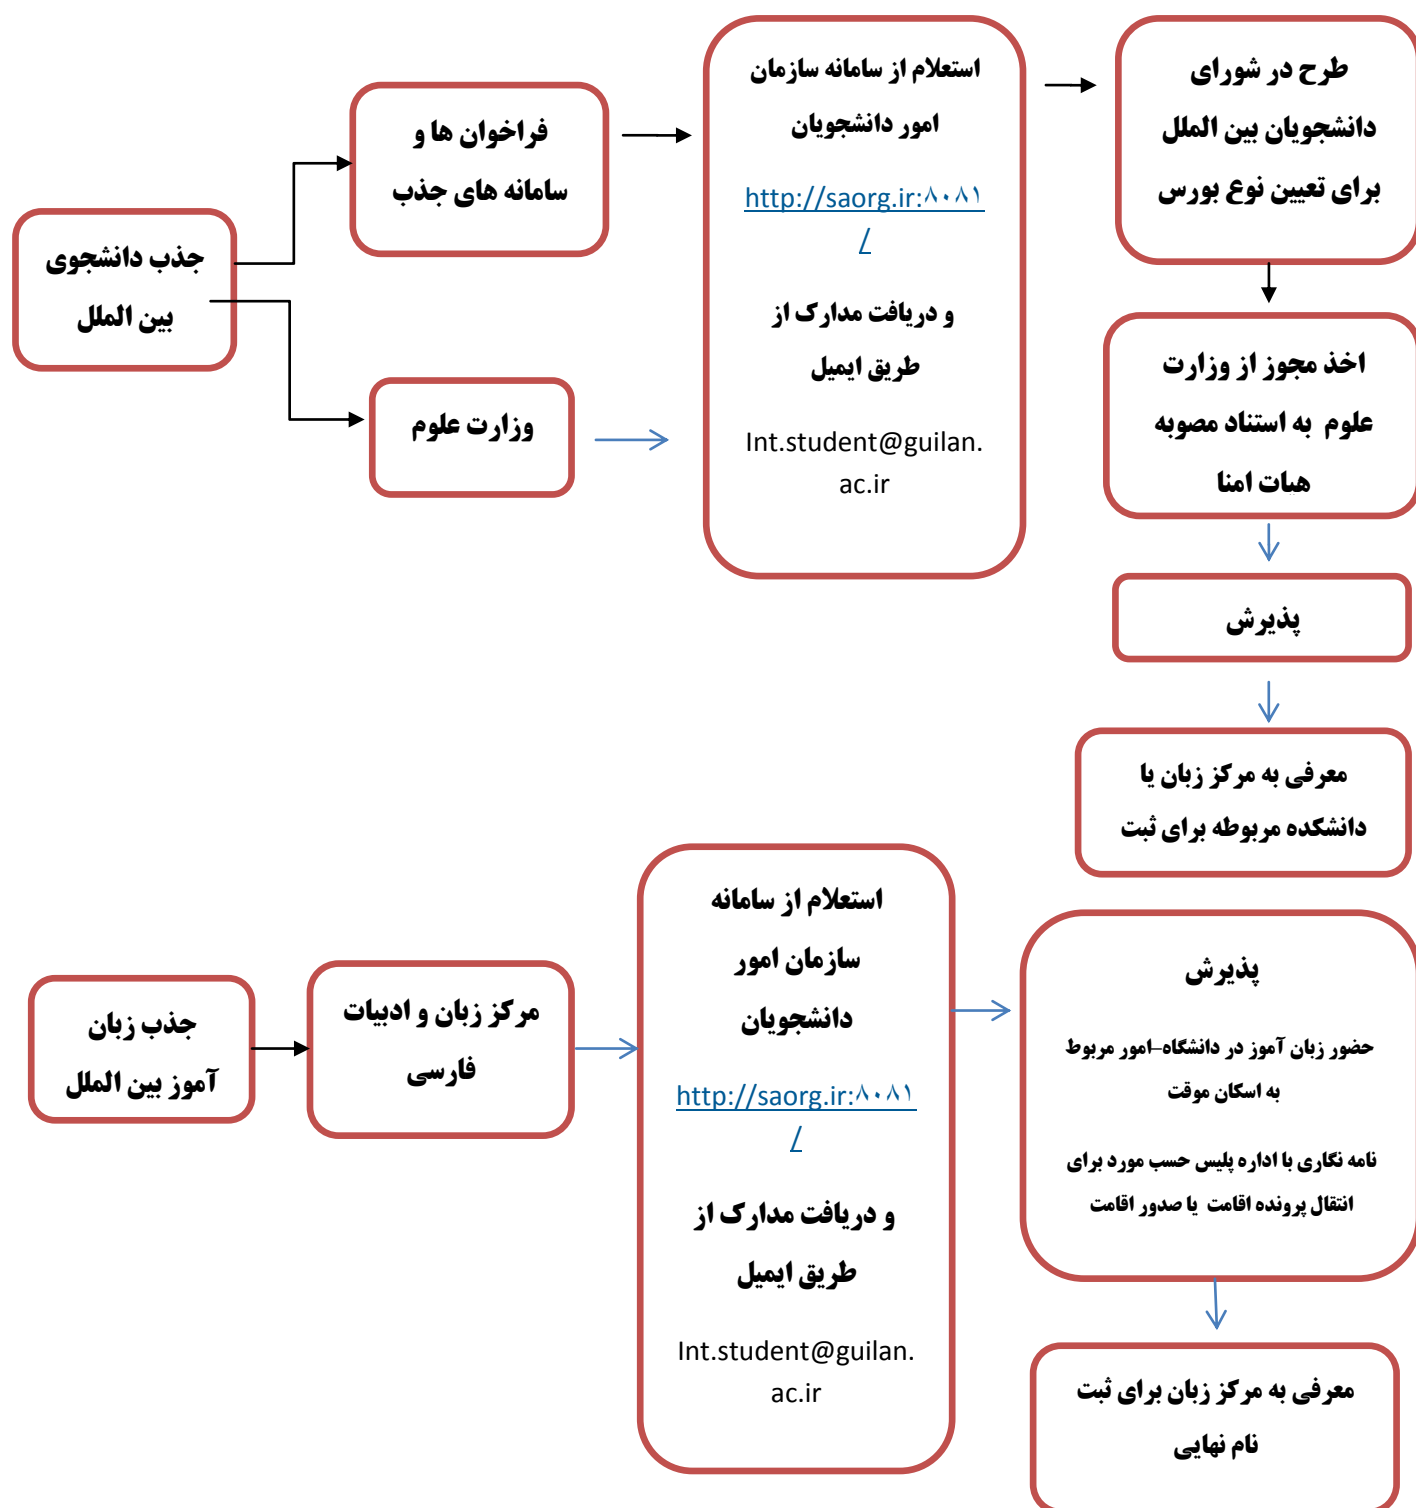 جذب دانشجوی
بین الملل
فراخوان ها و
سامانه های جذب
وزارت علوم
استعلام از سامانه سازمان
امور دانشجویان
http://saorg.ir:۸۰۸۱
/
و دریافت مدارک از
طریق ایمیل
Int.student@guilan.
ac.ir
طرح در شورای
دانشجویان بین الملل
برای تعیین نوع بورس
اخذ مجوز از وزارت
علوم به استناد مصوبه
هیات امنا
پذیرش
معرفی به مرکز زبان یا
دانشکده مربوطه برای ثبت
جذب زبان
آموز بین الملل
مرکز زبان و ادبیات
فارسی
استعلام از سامانه
سازمان امور
دانشجویان
http://saorg.ir:۸۰۸۱
/
و دریافت مدارک از
طریق ایمیل
Int.student@guilan.
ac.ir
پذیرش
حضور زبان آموز در دانشگاه-امور مربوط
به اسکان موقت
نامه نگاری با اداره پلیس حسب مورد برای
انتقال پرونده اقامت یا صدور اقامت
معرفی به مرکز زبان برای ثبت
نام نهایی